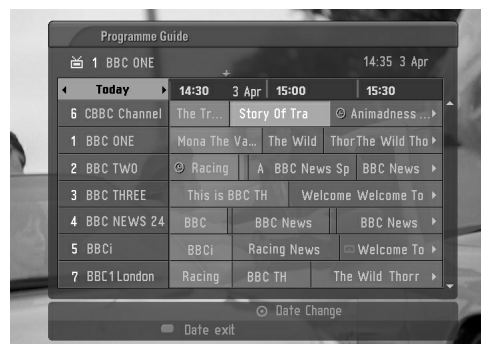 Programme Guide
1 BBC ONE 14:35 3 Apr
Today 14:30 3 Apr 15:00 15:30
6 CBBC Channel The Tr... Story Of Tra Animadness ...
1 BBC ONE Mona The Va... The Wild ThorThe Wild Tho
2 BBC TWO Racing A BBC News Sp BBC News
3 BBC THREE This is BBC TH Welcome Welcome To
4 BBC NEWS 24 BBC BBC News BBC News
5 BBCi BBCi Racing News Welcome To
7 BBC1 London Racing BBC TH The Wild Thorr
Date Change
Date exit